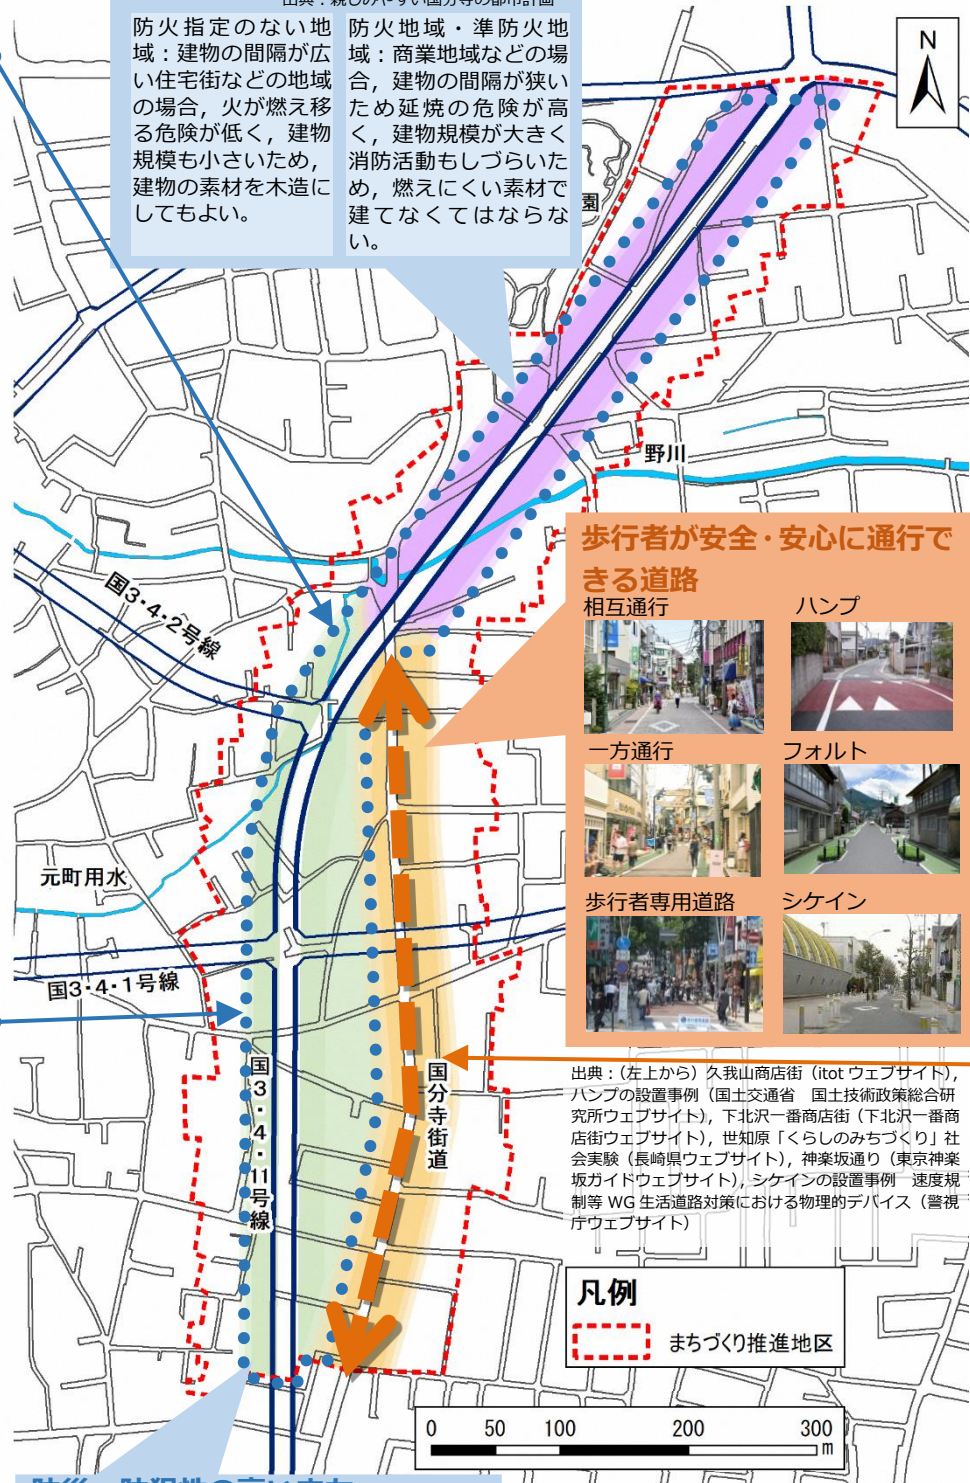 防火指定のない地
域：建物の間隔が広
い住宅街などの地域
の場合，火が燃え移
る危険が低く，建物
規模も小さいため，
建物の素材を木造に
してもよい。
防火地域・準防火地
域：商業地域などの場
合，建物の間隔が狭い
ため延焼の危険が高
く，建物規模が大きく
消防活動もしづらいた
め，燃えにくい素材で
建てなくてはならな
い。
N
園
野川
国3・4・2号線
歩行者が安全・安心に通行で
きる道路
相互通行
ハンプ
一方通行
フォルト
歩行者専用道路
シケイン
元町用水
国3・4・1号線
国3・4・11号線
国分寺街道
出典：（左上から）久我山商店街（itot ウェブサイト），
ハンプの設置事例（国土交通省　国土技術政策総合研
究所ウェブサイト），下北沢一番商店街（下北沢一番商
店街ウェブサイト），世知原「くらしのみちづくり」社
会実験（長崎県ウェブサイト），神楽坂通り（東京神楽
坂ガイドウェブサイト），シケインの設置事例　速度規
制等 WG 生活道路対策における物理的デバイス（警視
庁ウェブサイト）
凡例
まちづくり推進地区
0 50 100 200 300
m